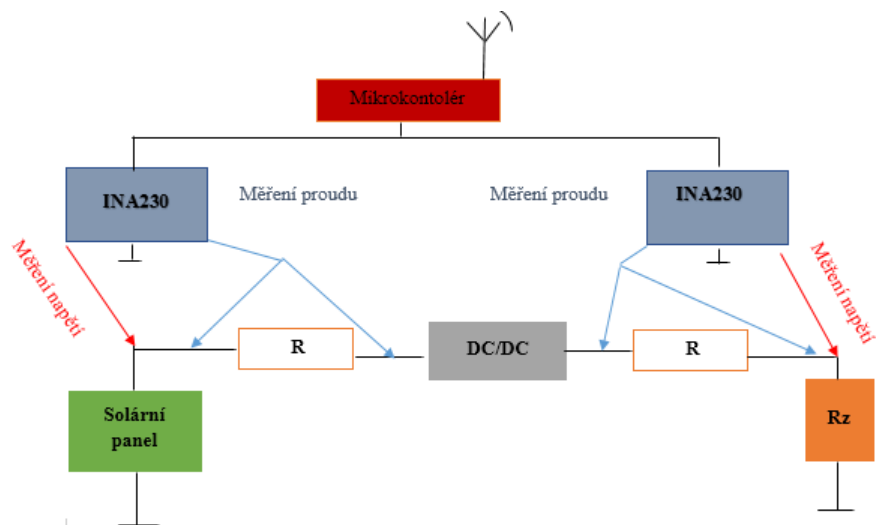 Mikrokontolér
INA230
Měření proudu
Měření proudu
INA230
Měření napětí
Měření napětí
R
DC/DC
R
Solární
panel
Rz